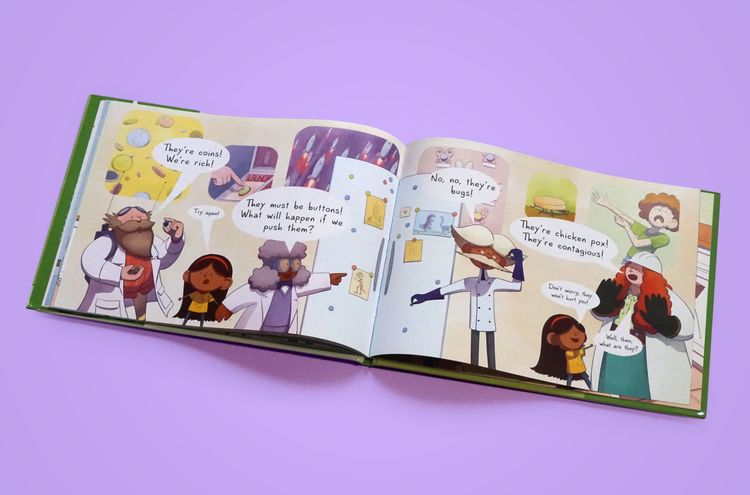 They're coins!
We're rich!
LAUNCH
Try again!
They must be buttons!
What will happen if we
push them?
No, no, they're
bugs!
They're chicken pox!
They're contagious!
Don't worry, they
won't hurt you!
Well, then,
what are they?